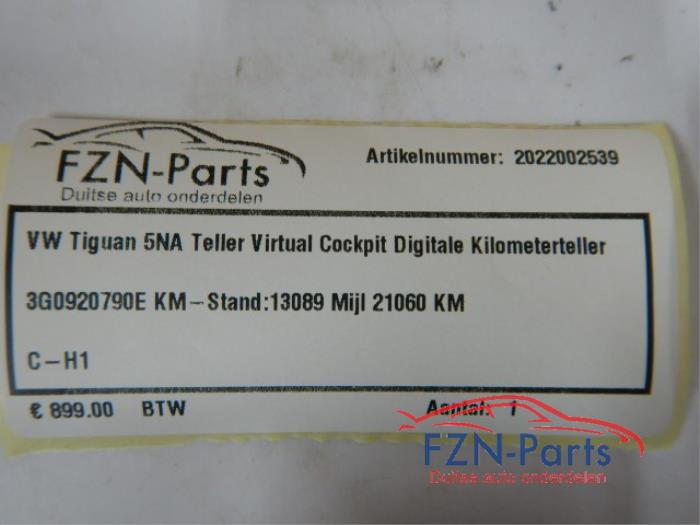 FZN-Parts
Duitse auto onderdelen
Artikelnummer: 2022002539
VW Tiguan 5NA Teller Virtual Cockpit Digitale Kilometerteller
3G0920790E KM-Stand:13089 Mijl 21060 KM
C-H1
€ 899.00 BTW Aantal: 1
FZN-Parts
Duitse auto onderdelen